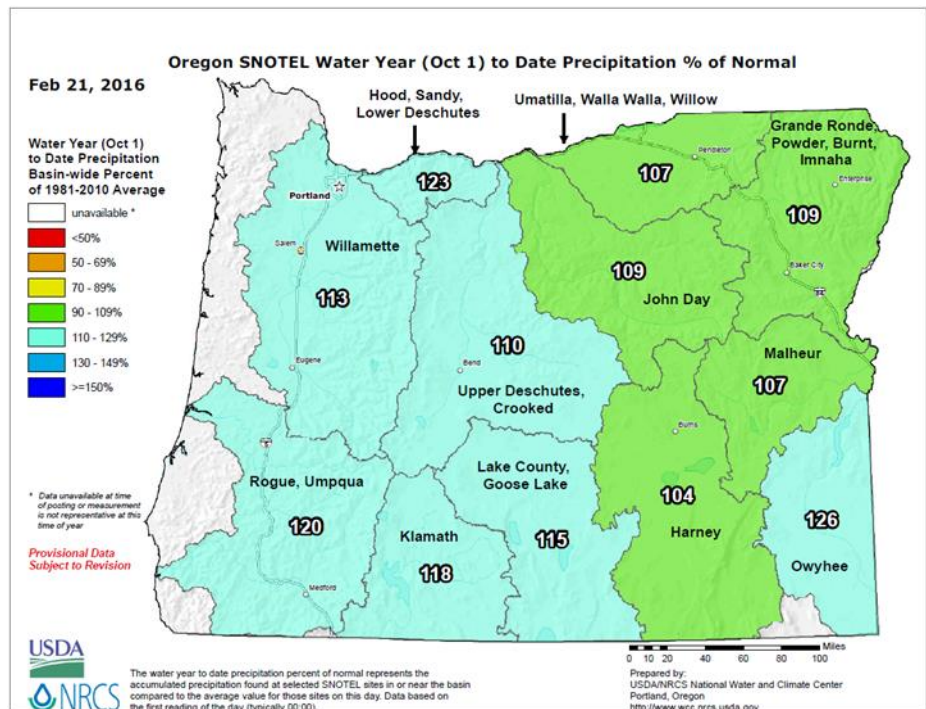 Oregon SNOTEL Water Year (Oct 1) to Date Precipitation % of Normal
Feb 21, 2016
Hood, Sandy,
Lower Deschutes
Umatilla, Walla Walla, Willow
Grande Ronde,
Powder, Burnt,
Imnaha
Water Year (Oct 1)
to Date Precipitation
Basin-wide Percent
of 1981-2010 Average
unavailable *
<50%
50 - 69%
70 - 89%
90 - 109%
110 - 129%
130 - 149%
>=150%
Portland
123
107
Pendleton
Enterprise
109
Salem
Willamette
113
109
John Day
Baker City
84
Eugene
110
Bend
Upper Deschutes,
Crooked
Malheur
107
Burns
5
Rogue, Umpqua
120
Medford
Klamath
118
Lake County,
Goose Lake
115
104
Harney
126
Owyhee
* Data unavailable at time
of posting or measurement
is not representative at this
time of year
Provisional Data
Subject to Revision
USDA
NRCS
The water year to date precipitation percent of normal represents the
accumulated precipitation found at selected SNOTEL sites in or near the basin
compared to the average value for those sites on this day. Data based on
the first reading of the day (typically 00:00).
Miles
0 10 20 40 60 80 100
Prepared by:
USDA/NRCS National Water and Climate Center
Portland, Oregon
http://www.wcc.nrcs.usda.gov